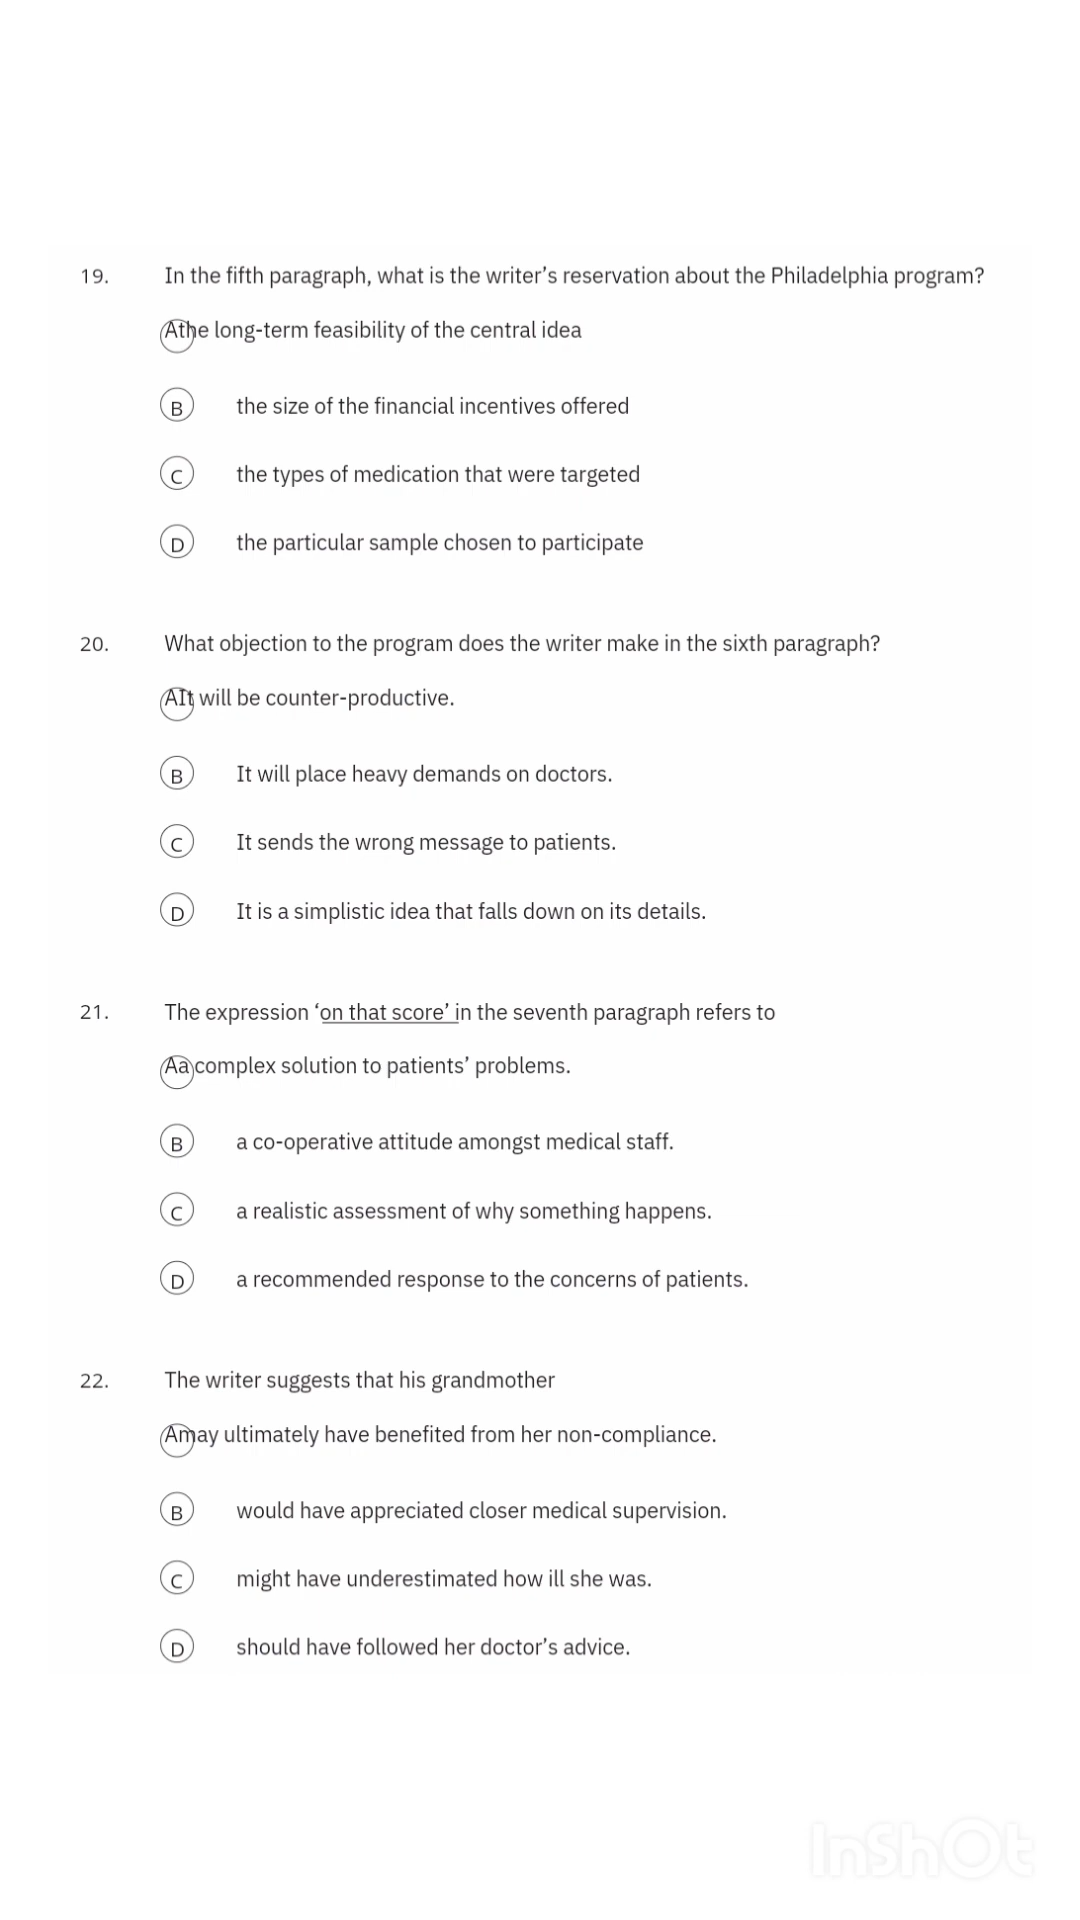 19. In the fifth paragraph, what is the writer's reservation about the Philadelphia program?
A the long-term feasibility of the central idea
B the size of the financial incentives offered
C the types of medication that were targeted
D the particular sample chosen to participate
20. What objection to the program does the writer make in the sixth paragraph?
A It will be counter-productive.
B It will place heavy demands on doctors.
C It sends the wrong message to patients.
D It is a simplistic idea that falls down on its details.
21. The expression ‘on that score’ in the seventh paragraph refers to
A a complex solution to patients’ problems.
B a co-operative attitude amongst medical staff.
C a realistic assessment of why something happens.
D a recommended response to the concerns of patients.
22. The writer suggests that his grandmother
A may ultimately have benefited from her non-compliance.
B would have appreciated closer medical supervision.
C might have underestimated how ill she was.
D should have followed her doctor’s advice.
InShOt